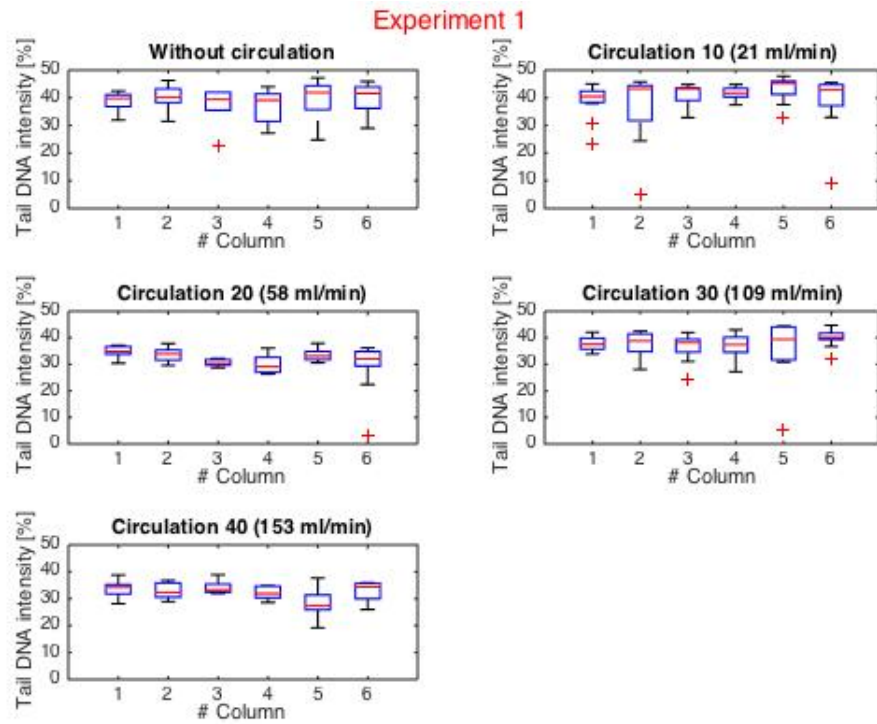 Experiment 1
Without circulation
Tail DNA intensity [%]
50
40
30
20
10
0
1 2 3 4 5 6
# Column
Circulation 10 (21 ml/min)
Tail DNA intensity [%]
50
40
30
20
10
0
1 2 3 4 5 6
# Column
Circulation 20 (58 ml/min)
Tail DNA intensity [%]
50
40
30
20
10
0
1 2 3 4 5 6
# Column
Circulation 30 (109 ml/min)
Tail DNA intensity [%]
50
40
30
20
10
0
1 2 3 4 5 6
# Column
Circulation 40 (153 ml/min)
Tail DNA intensity [%]
50
40
30
20
10
0
1 2 3 4 5 6
# Column